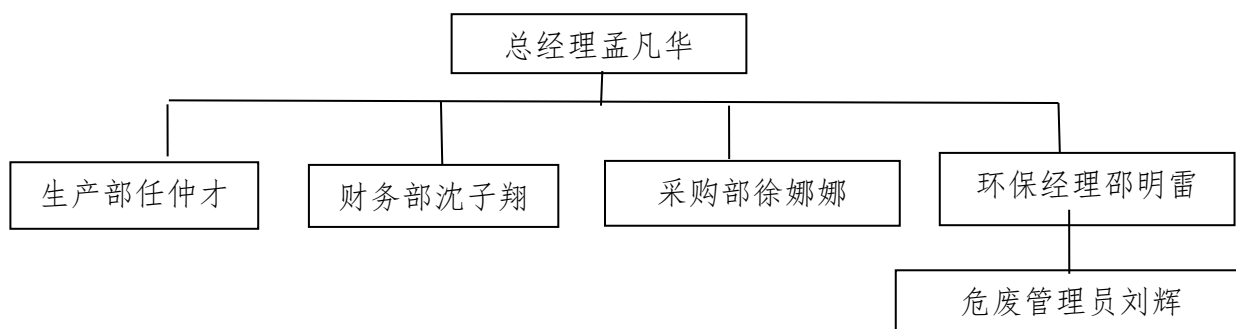 总经理孟凡华
生产部任仲才
财务部沈子翔
采购部徐娜娜
环保经理邵明雷
危废管理员刘辉